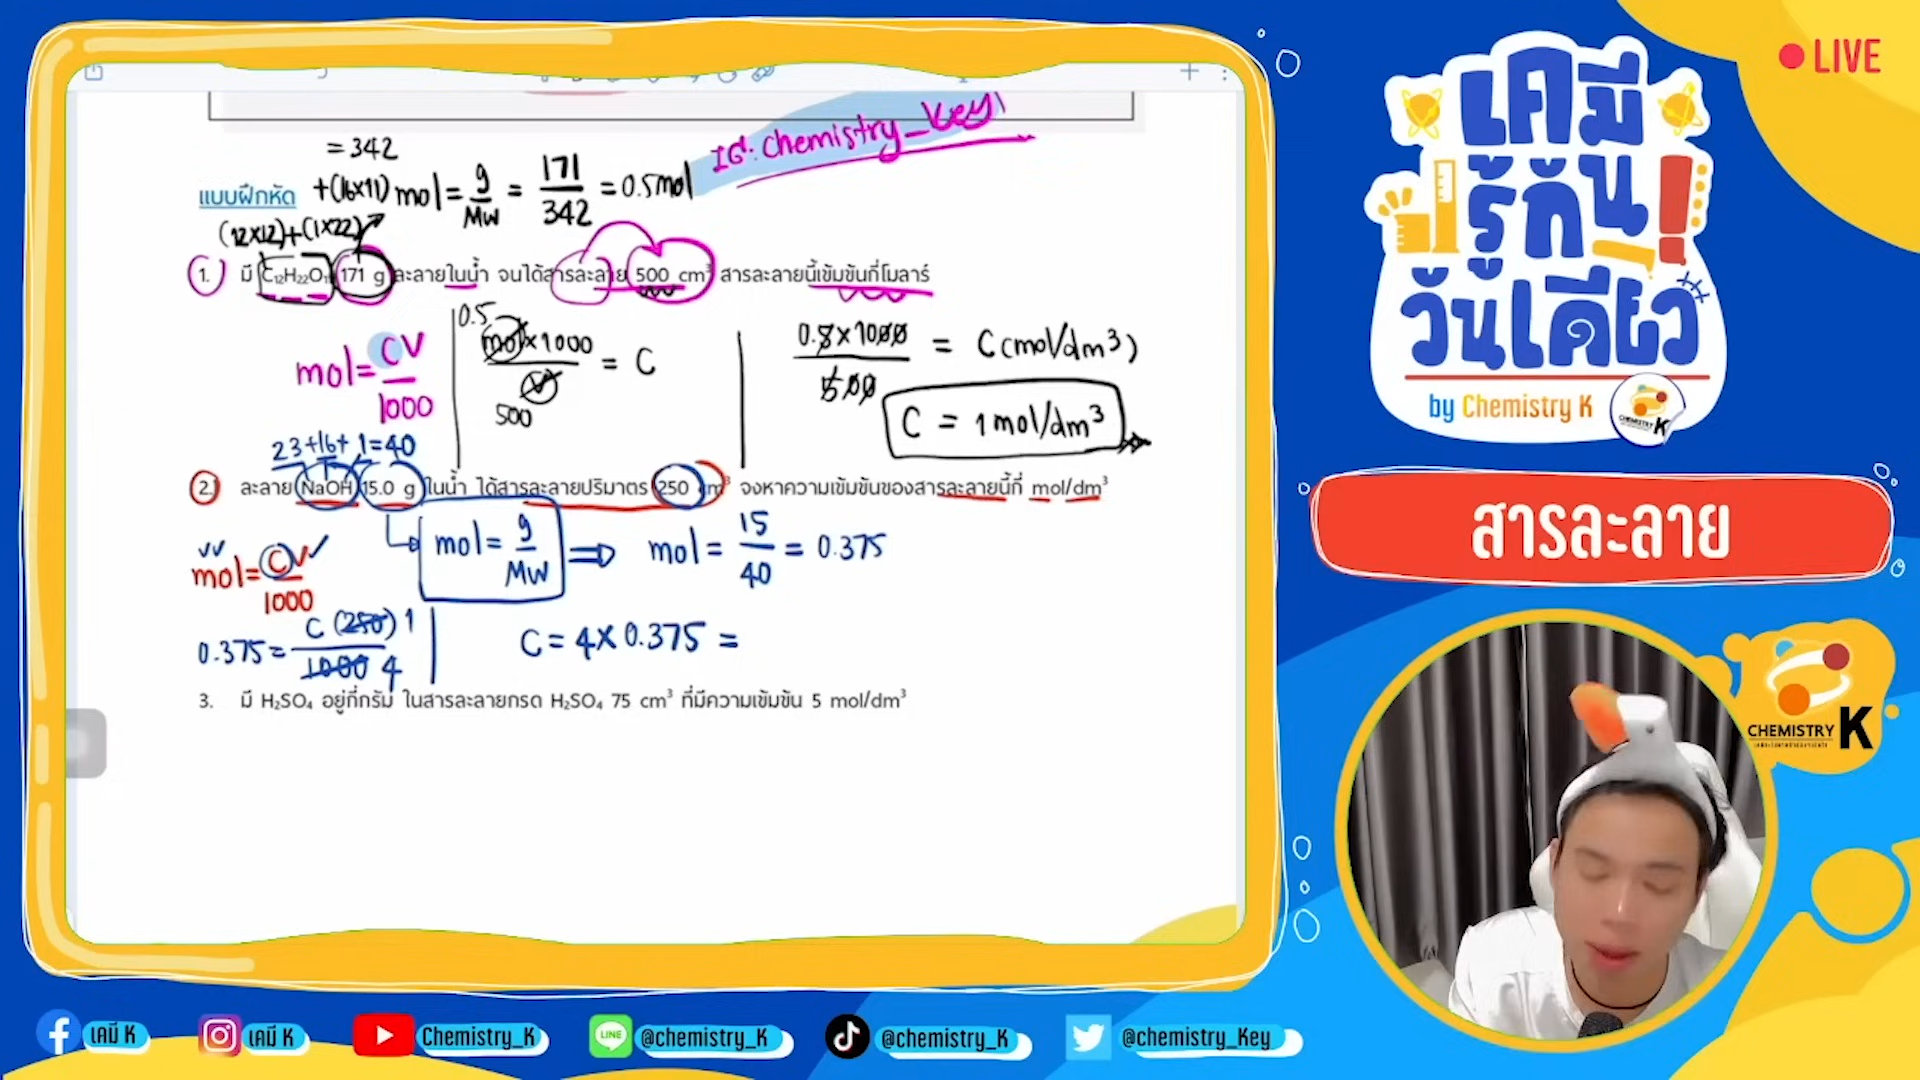 IG : Chemistry_Key
= 342
+(16x11) mol = g/Mw = 171/342 = 0.5 mol
แบบฝึกหัด
(12x12)+(1x22)
1. มี C₁₂H₂₂O₁₁ 171 g ละลายในน้ำ จนได้สารละลาย 500 cm³ สารละลายนี้เข้มข้นกี่โมลาร์
mol = CV/1000
0.5
mol x 1000/V = C
500
0.5 x 1000/500 = C (mol/dm³)
C = 1 mol/dm³
23+16+1=40
2. ละลาย NaOH 15.0 g ในน้ำ ได้สารละลายปริมาตร 250 cm³ จงหาความเข้มข้นของสารละลายนี้กี่ mol/dm³
mol = CV/1000
mol = g/Mw ⇒ mol = 15/40 = 0.375
0.375 = C (250) 1/1000 4
C = 4 x 0.375 =
3. มี H₂SO₄ อยู่กี่กรัม ในสารละลายกรด H₂SO₄ 75 cm³ ที่มีความเข้มข้น 5 mol/dm³
LIVE
เคมี
รู้กัน!
วันเดียว
by Chemistry K
CHEMISTRY K
สารละลาย
CHEMISTRY K
เคมี K
เคมี K
Chemistry_K
LINE
@chemistry_K
@chemistry_K
@chemistry_Key